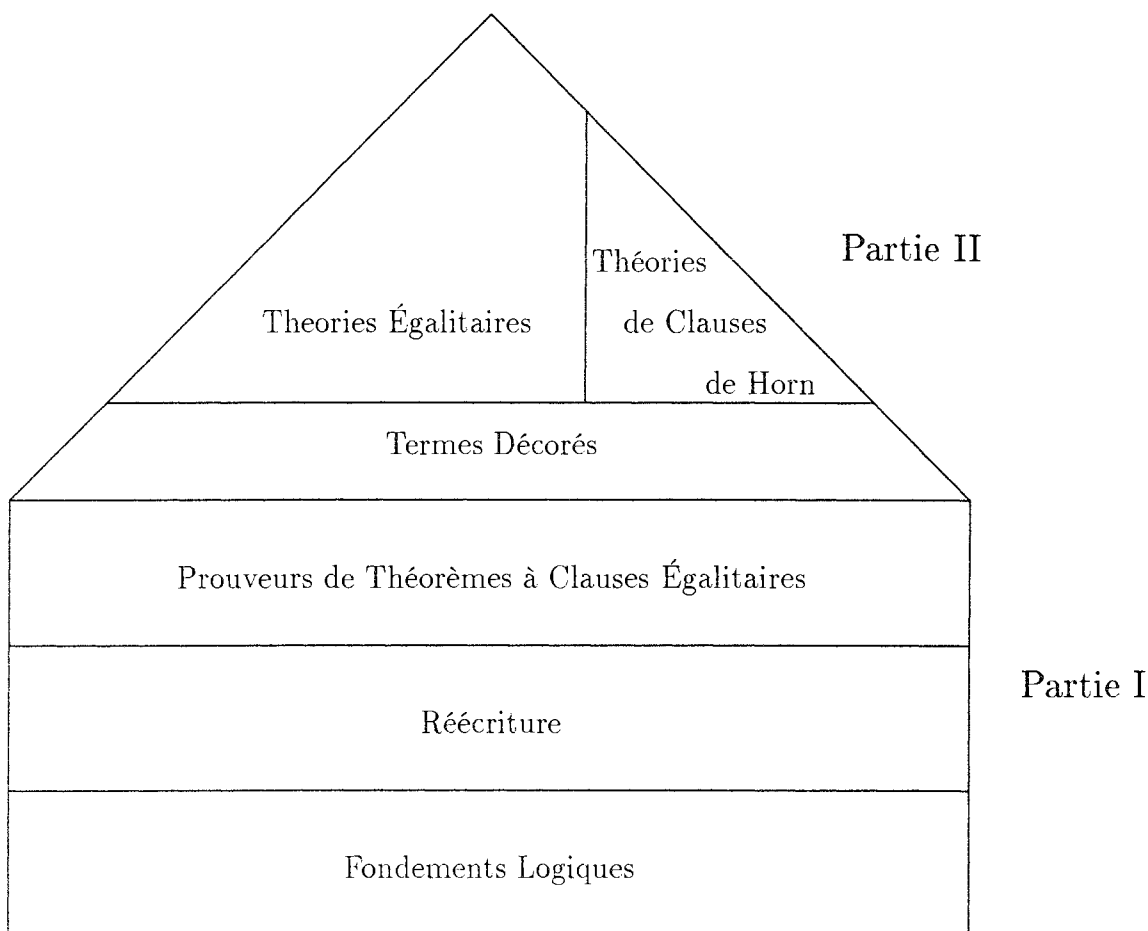 Partie II
Théories
Theories Égalitaires
de Clauses
de Horn
Termes Décorés
Prouveurs de Théorèmes à Clauses Égalitaires
Partie I
Réécriture
Fondements Logiques